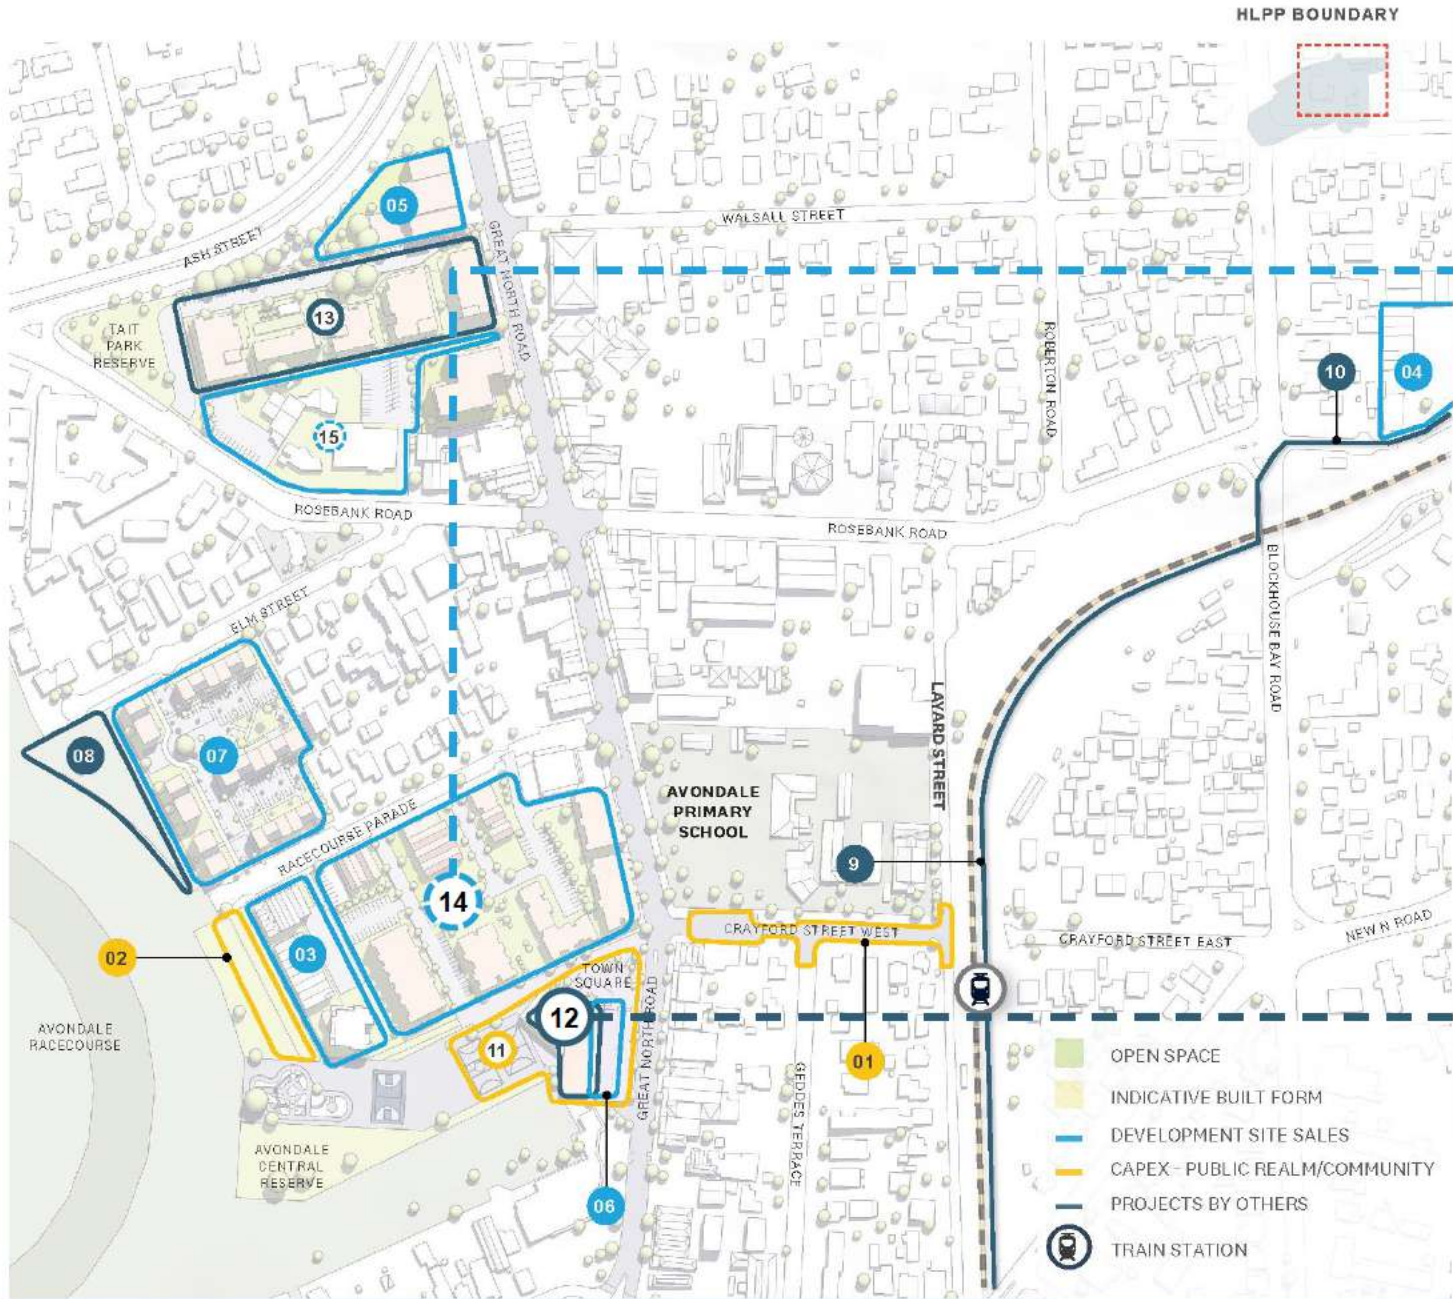 HLPP BOUNDARY
05
WALSALL STREET
ASH STREET
GREAT NORTH ROAD
13
TAIT
PARK
RESERVE
ROBERTON ROAD
10
04
15
ROSEBANK ROAD
ROSEBANK ROAD
ELM STREET
BLOCKHOUSE BAY ROAD
LAYARD STREET
08
07
AVONDALE
PRIMARY
SCHOOL
RACECOURSE PARADE
9
14
CRAYFORD STREET WEST
CRAYFORD STREET EAST
NEW N ROAD
02
03
TOWN
SQUARE
12
GREAT NORTH ROAD
AVONDALE
RACECOURSE
11
01
GEDDES TERRACE
AVONDALE
CENTRAL
RESERVE
06
OPEN SPACE
INDICATIVE BUILT FORM
DEVELOPMENT SITE SALES
CAPEX - PUBLIC REALM/COMMUNITY
PROJECTS BY OTHERS
TRAIN STATION